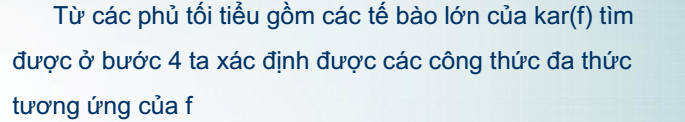 Từ các phủ tối tiểu gồm các tế bào lớn của kar(f) tìm
được ở bước 4 ta xác định được các công thức đa thức
tương ứng của f